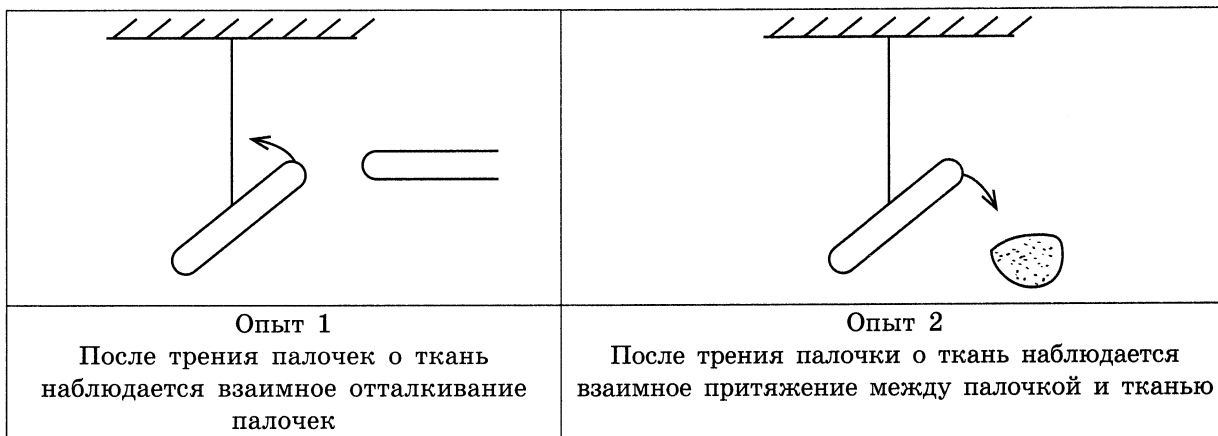 Опыт 1
После трения палочек о ткань
наблюдается взаимное отталкивание
палочек
Опыт 2
После трения палочки о ткань наблюдается
взаимное притяжение между палочкой и тканью